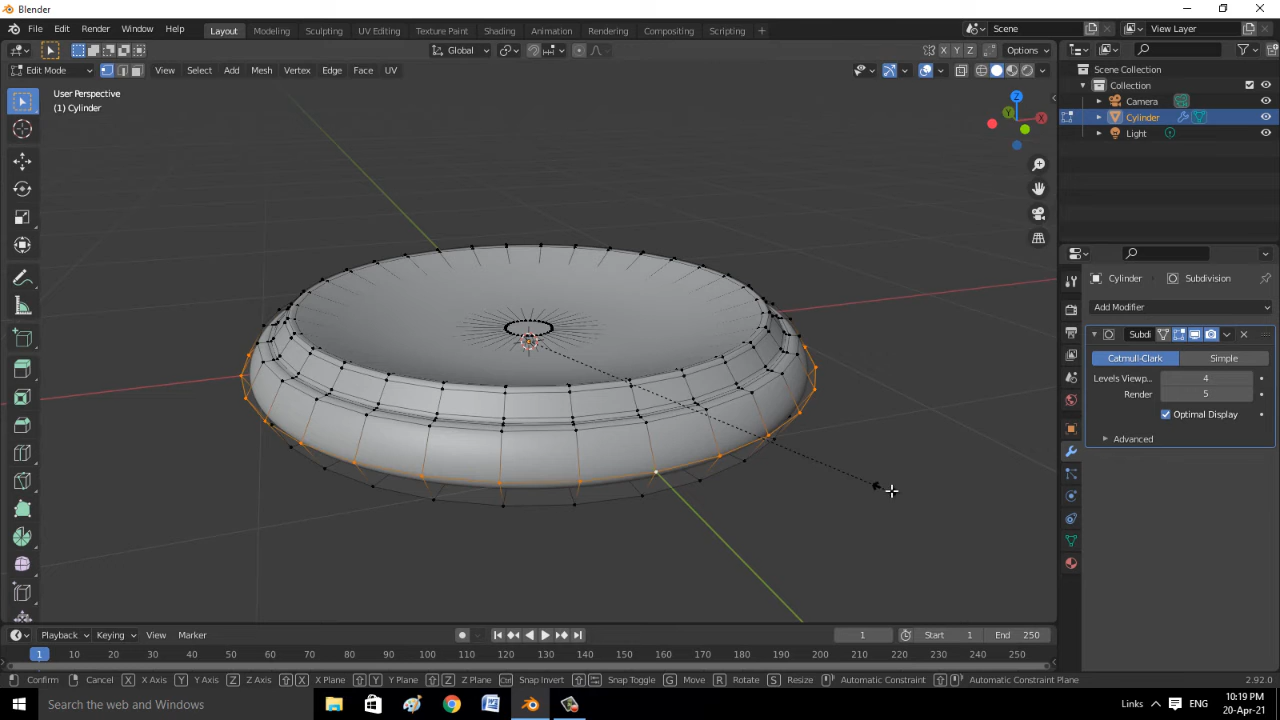 Blender
File Edit Render Window Help
Layout Modeling Sculpting UV Editing Texture Paint Shading Animation Rendering Compositing Scripting +
Scene
View Layer
Global
X Y Z Options
Edit Mode View Select Add Mesh Vertex Edge Face UV
User Perspective
(1) Cylinder
Z
Y
X
Scene Collection
Collection
Camera
Cylinder
Light
Cylinder Subdivision
Add Modifier
Subdi
Catmull-Clark Simple
Levels Viewp... 4
Render 5
Optimal Display
Advanced
Playback Keying View Marker
1 Start 1 End 250
1 10 20 30 40 50 60 70 80 90 100 110 120 130 140 150 160 170 180 190 200 210 220 230 240 250
Confirm Cancel X X Axis Y Y Axis Z Z Axis X X Plane Y Y Plane Z Z Plane Snap Invert Snap Toggle G Move R Rotate S Resize Automatic Constraint Automatic Constraint Plane 2.92.0
Search the web and Windows
Links ENG
10:19 PM
20-Apr-21